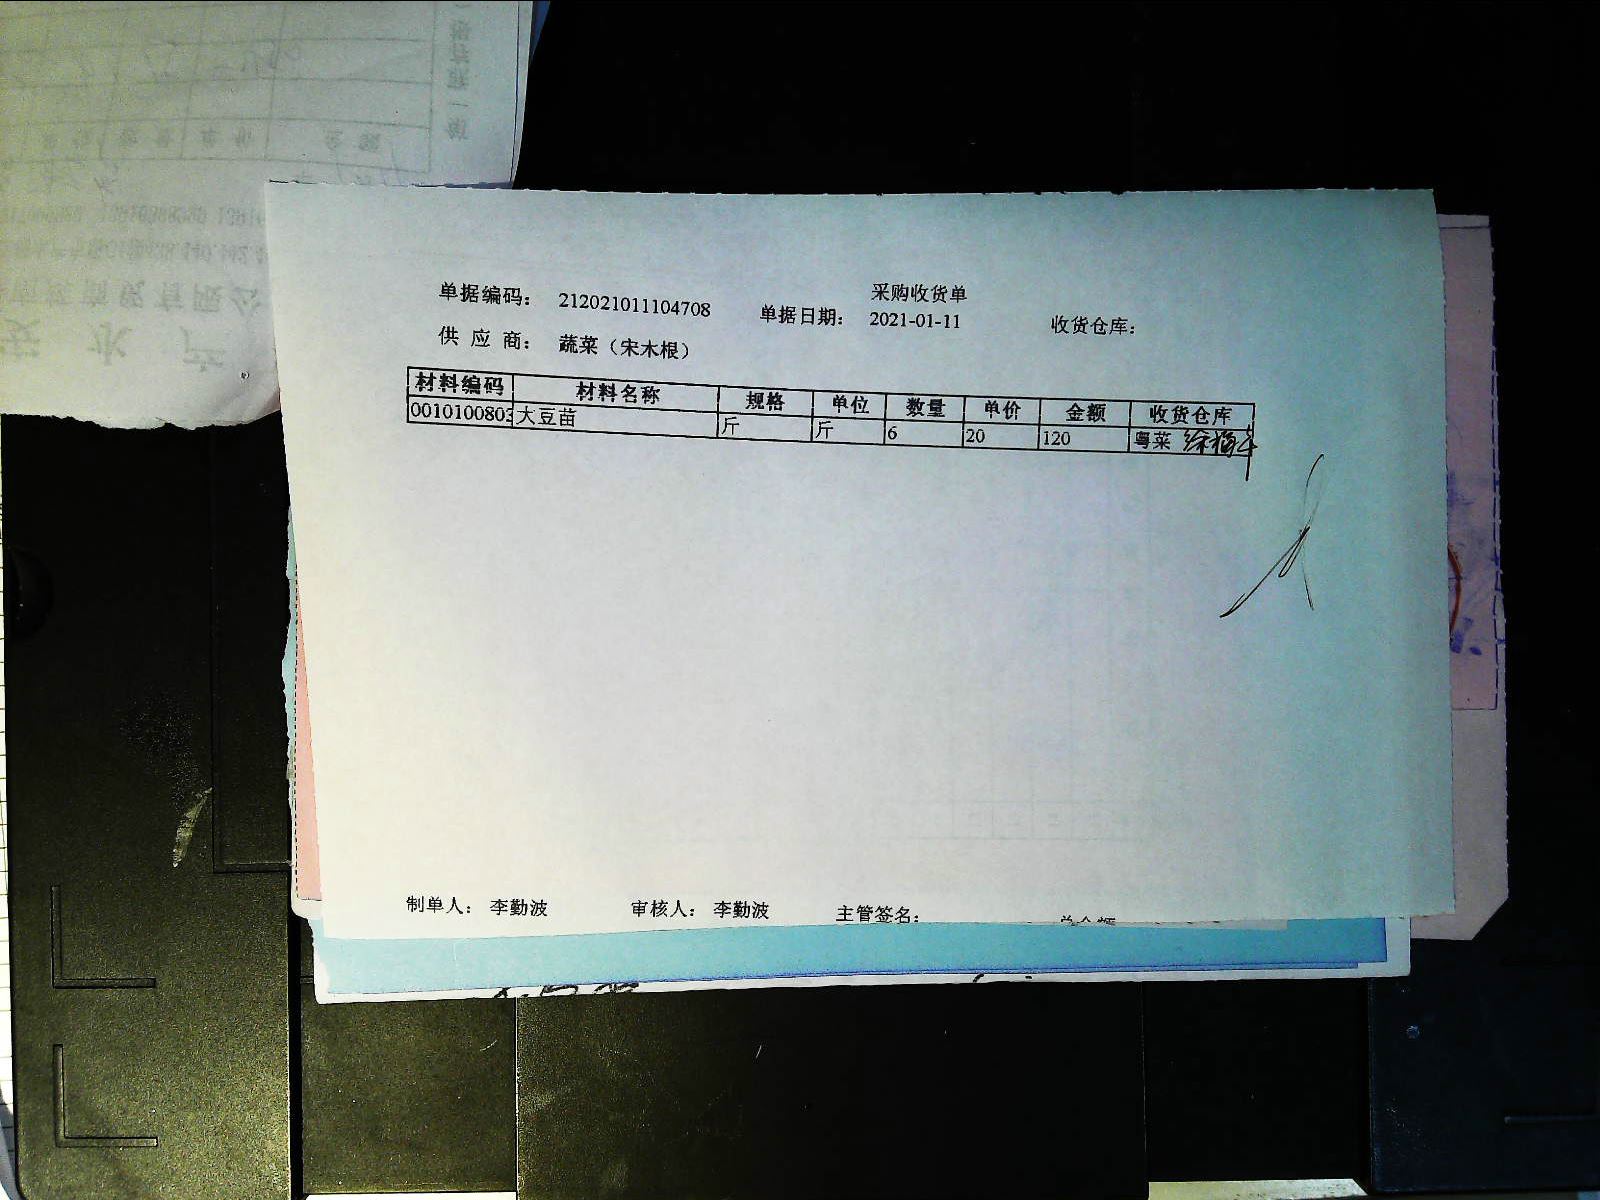 采购收货单
单据编码： 212021011104708 单据日期： 2021-01-11 收货仓库：
供 应 商： 蔬菜（宋木根）
材料编码 材料名称 规格 单位 数量 单价 金额 收货仓库
0010100803 大豆苗 斤 斤 6 20 120 粤菜
制单人： 李勤波 审核人： 李勤波 主管签名： 总金额